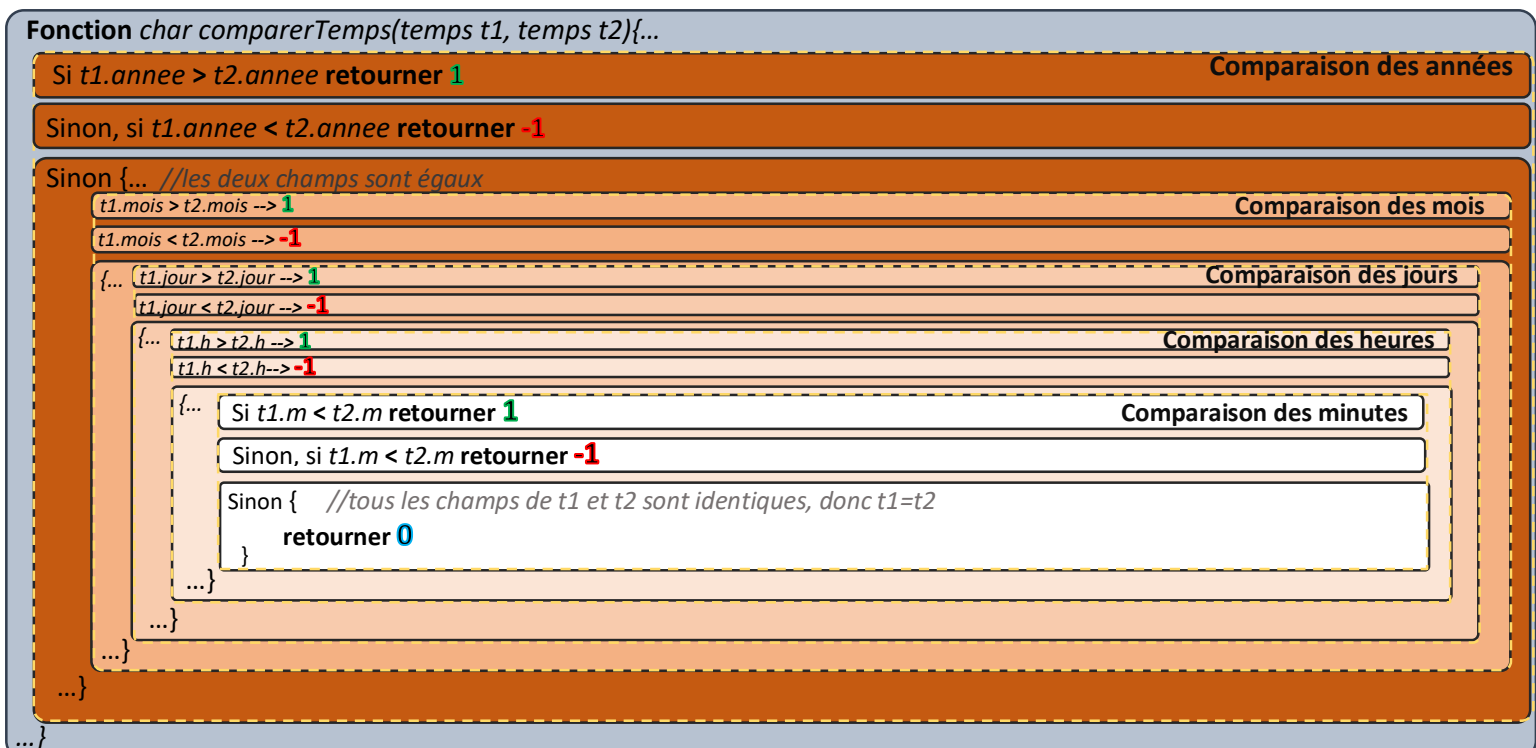 Fonction char comparerTemps(temps t1, temps t2){…
Si t1.annee > t2.annee retourner 1 Comparaison des années
Sinon, si t1.annee < t2.annee retourner -1
Sinon {… //les deux champs sont égaux
t1.mois > t2.mois --> 1 Comparaison des mois
t1.mois < t2.mois --> -1
{… t1.jour > t2.jour --> 1 Comparaison des jours
t1.jour < t2.jour --> -1
{… t1.h > t2.h --> 1 Comparaison des heures
t1.h < t2.h--> -1
{… Si t1.m < t2.m retourner 1 Comparaison des minutes
Sinon, si t1.m < t2.m retourner -1
Sinon { //tous les champs de t1 et t2 sont identiques, donc t1=t2
retourner 0
}
…}
…}
…}
…}
…}